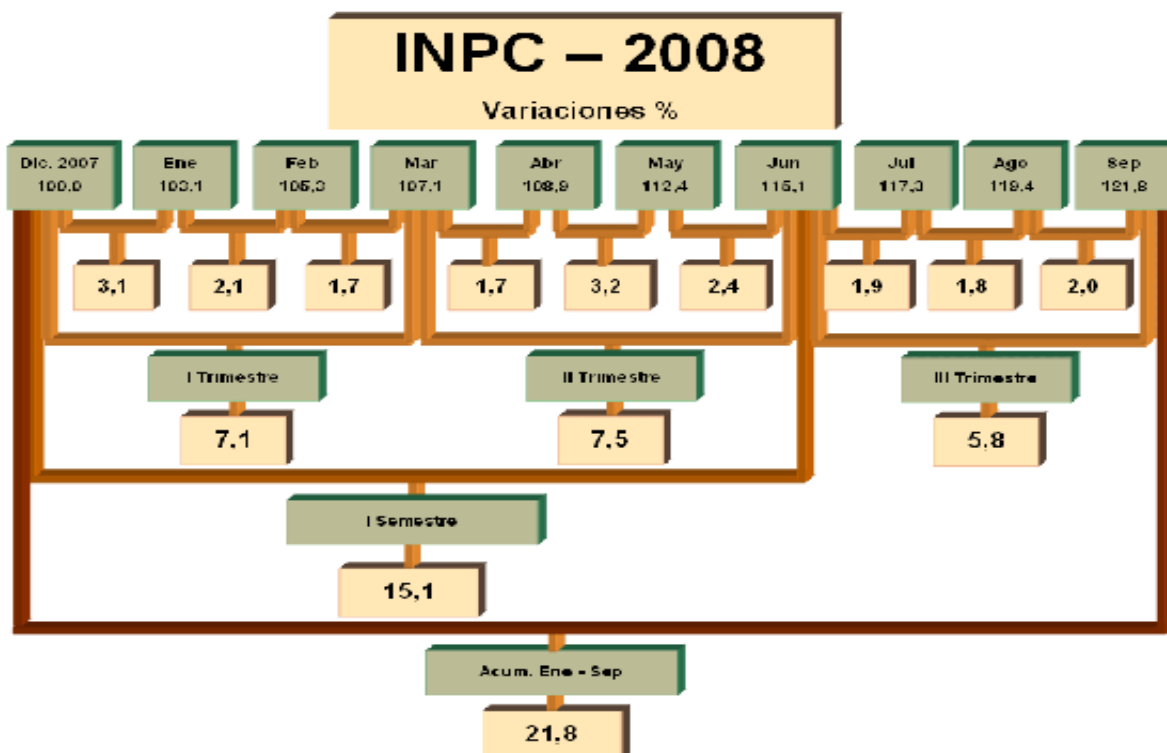 INPC – 2008
Variaciones %
Dic. 2007 Ene Feb Mar Abr May Jun Jul Ago Sep
100.0 103.1 105,3 107.1 108,9 112,4 115,1 117,3 119.4 121,8
3,1 2,1 1,7 1,7 3,2 2,4 1,9 1,8 2,0
I Trimestre II Trimestre III Trimestre
7,1 7,5 5,8
I Semestre
15,1
Acum. Ene - Sep
21,8